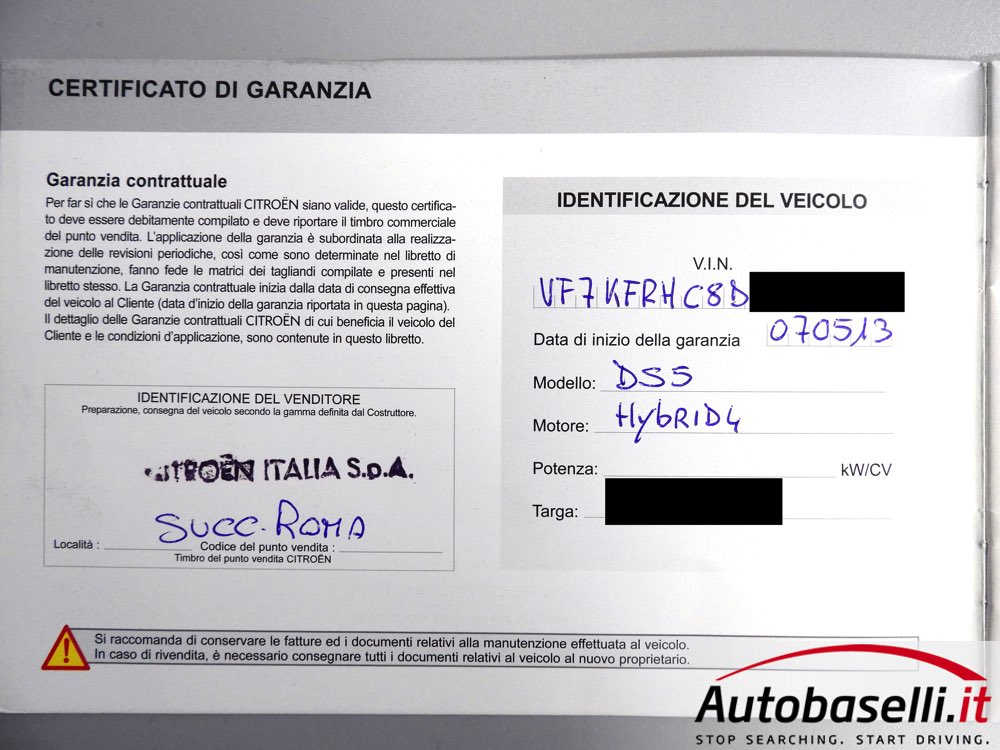 CERTIFICATO DI GARANZIA
Garanzia contrattuale
Per far sì che le Garanzie contrattuali CITROËN siano valide, questo certifica-
to deve essere debitamente compilato e deve riportare il timbro commerciale
del punto vendita. L'applicazione della garanzia è subordinata alla realizza-
zione delle revisioni periodiche, così come sono determinate nel libretto di
manutenzione, fanno fede le matrici dei tagliandi compilate e presenti nel
libretto stesso. La Garanzia contrattuale inizia dalla data di consegna effettiva
del veicolo al Cliente (data d'inizio della garanzia riportata in questa pagina).
Il dettaglio delle Garanzie contrattuali CITROËN di cui beneficia il veicolo del
Cliente e le condizioni d'applicazione, sono contenute in questo libretto.
IDENTIFICAZIONE DEL VENDITORE
Preparazione, consegna del veicolo secondo la gamma definita dal Costruttore.
CITROËN ITALIA S.p.A.
SUCC. ROMA
Località : Codice del punto vendita :
Timbro del punto vendita CITROËN
IDENTIFICAZIONE DEL VEICOLO
V.I.N.
VF7KFRHC8D
Data di inizio della garanzia 070513
Modello: DS5
Motore: HYBRID4
Potenza: kW/CV
Targa:
Si raccomanda di conservare le fatture ed i documenti relativi alla manutenzione effettuata al veicolo.
In caso di rivendita, è necessario consegnare tutti i documenti relativi al veicolo al nuovo proprietario.
Autobaselli.it
STOP SEARCHING. START DRIVING.